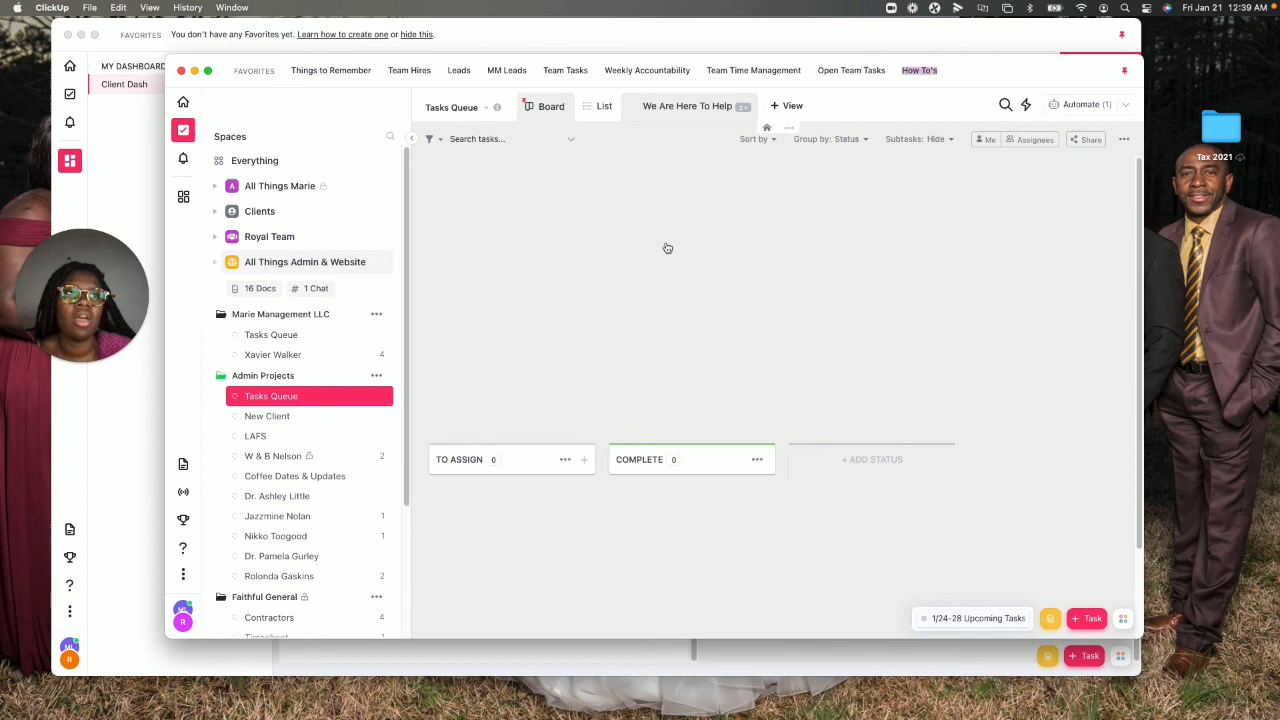 ClickUp File Edit View History Window Help
Fri Jan 21 12:39 AM
FAVORITES You don't have any Favorites yet. Learn how to create one or hide this.
MY DASHBOARD
Client Dash
FAVORITES Things to Remember Team Hires Leads MM Leads Team Tasks Weekly Accountability Team Time Management Open Team Tasks How To's
Tasks Queue Board List We Are Here To Help + View Automate (1)
Spaces
Search tasks... Sort by Group by: Status Subtasks: Hide Me Assignees Share
Everything
A All Things Marie
Clients
Royal Team
All Things Admin & Website
16 Docs # 1 Chat
Marie Management LLC
Tasks Queue
Xavier Walker 4
Admin Projects
Tasks Queue
New Client
LAFS
W & B Nelson 2
Coffee Dates & Updates
Dr. Ashley Little
Jazzmine Nolan 1
Nikko Toogood 1
Dr. Pamela Gurley
Rolonda Gaskins 2
Faithful General
Contractors 4
Timesheet 1
TO ASSIGN 0
COMPLETE 0
+ ADD STATUS
1/24-28 Upcoming Tasks
+ Task
ML
R
+ Task
ML
R
Tax 2021